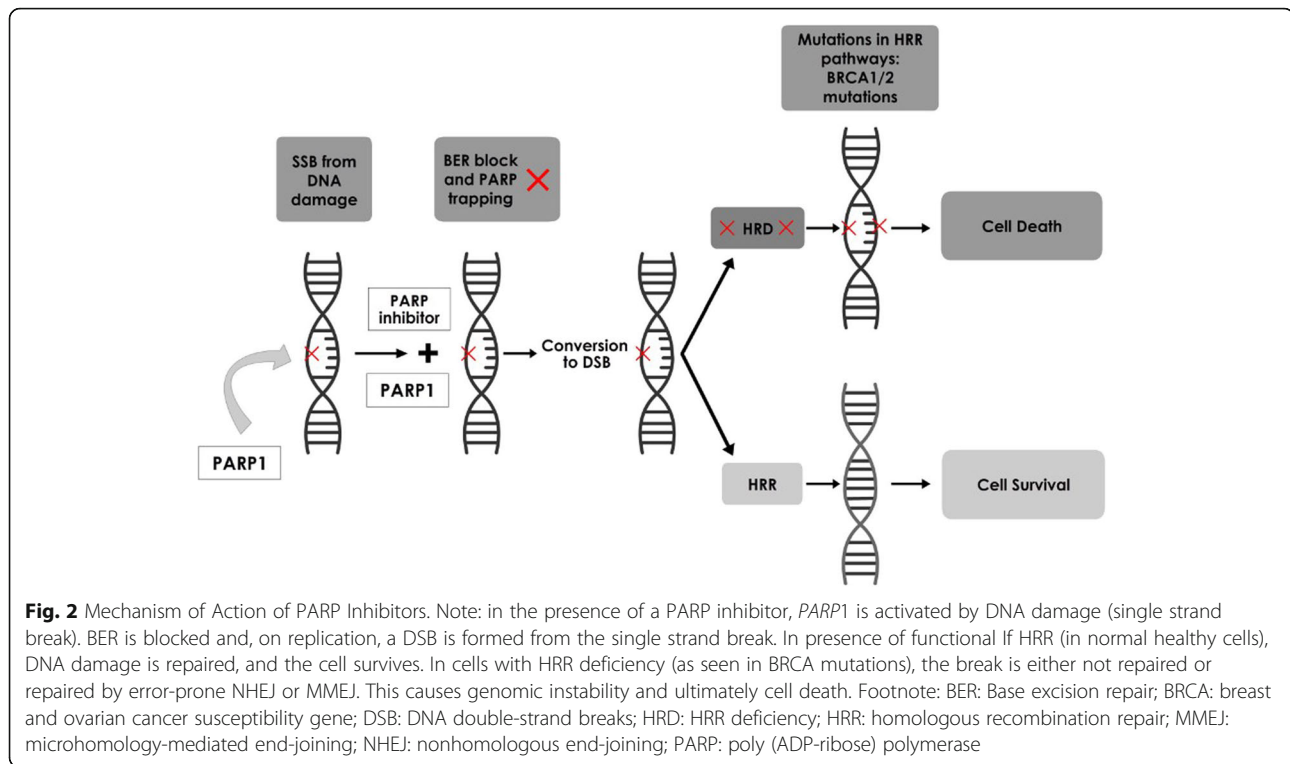 Mutations in HRR
pathways:
BRCA1/2
mutations
SSB from
DNA
damage
BER block
and PARP
trapping
HRD
Cell Death
PARP
inhibitor
PARP1
Conversion
to DSB
PARP1
HRR
Cell Survival
Fig. 2 Mechanism of Action of PARP Inhibitors. Note: in the presence of a PARP inhibitor, PARP1 is activated by DNA damage (single strand
break). BER is blocked and, on replication, a DSB is formed from the single strand break. In presence of functional If HRR (in normal healthy cells),
DNA damage is repaired, and the cell survives. In cells with HRR deficiency (as seen in BRCA mutations), the break is either not repaired or
repaired by error-prone NHEJ or MMEJ. This causes genomic instability and ultimately cell death. Footnote: BER: Base excision repair; BRCA: breast
and ovarian cancer susceptibility gene; DSB: DNA double-strand breaks; HRD: HRR deficiency; HRR: homologous recombination repair; MMEJ:
microhomology-mediated end-joining; NHEJ: nonhomologous end-joining; PARP: poly (ADP-ribose) polymerase